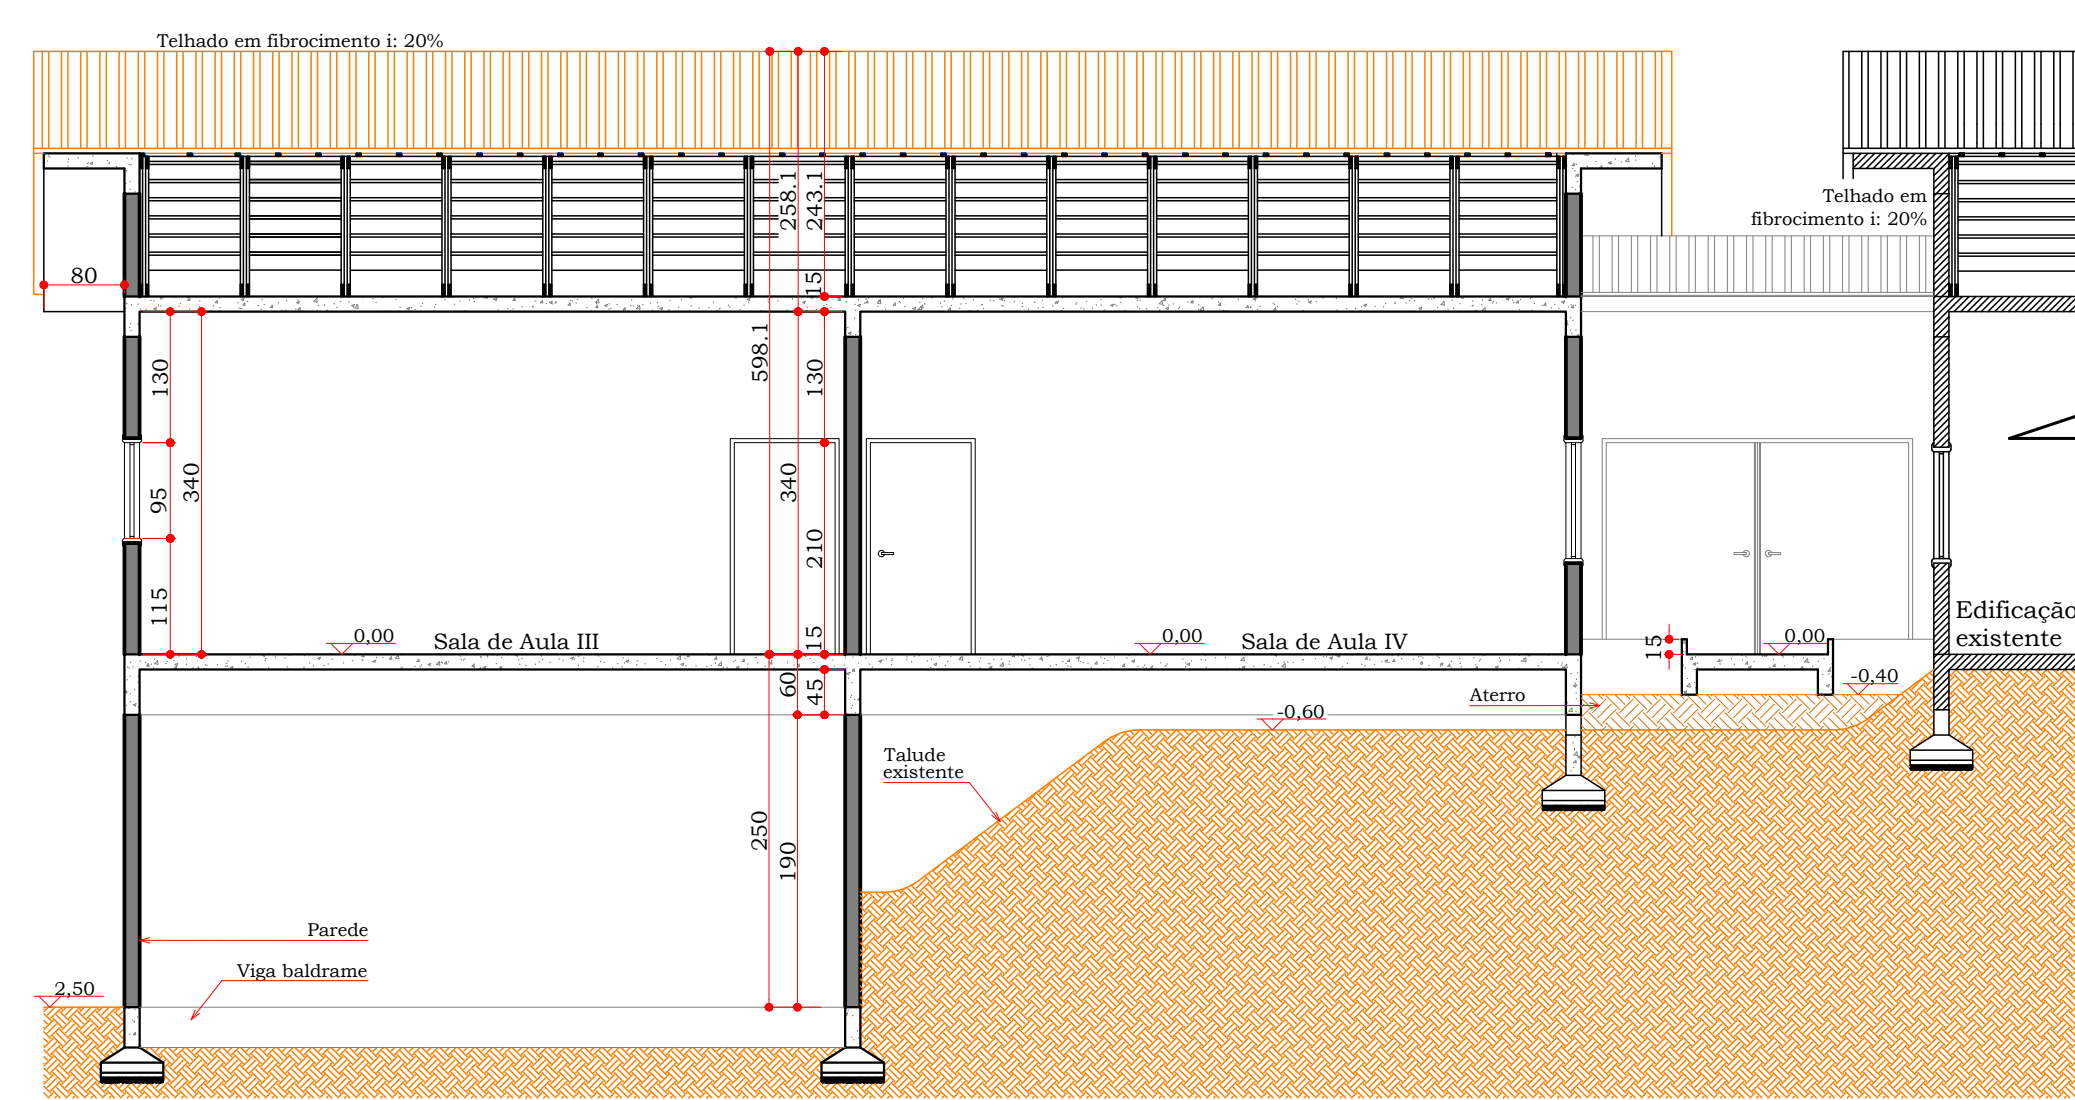 Telhado em fibrocimento i: 20%
258.1
243.1
Telhado em
fibrocimento i: 20%
80
15
598.1
130
130
340
95
340
210
115
15
0,00
Sala de Aula III
0,00
Sala de Aula IV
15
0,00
Edificação
existente
60
45
-0,40
Aterro
-0,60
Talude
existente
250
190
Parede
Viga baldrame
2,50